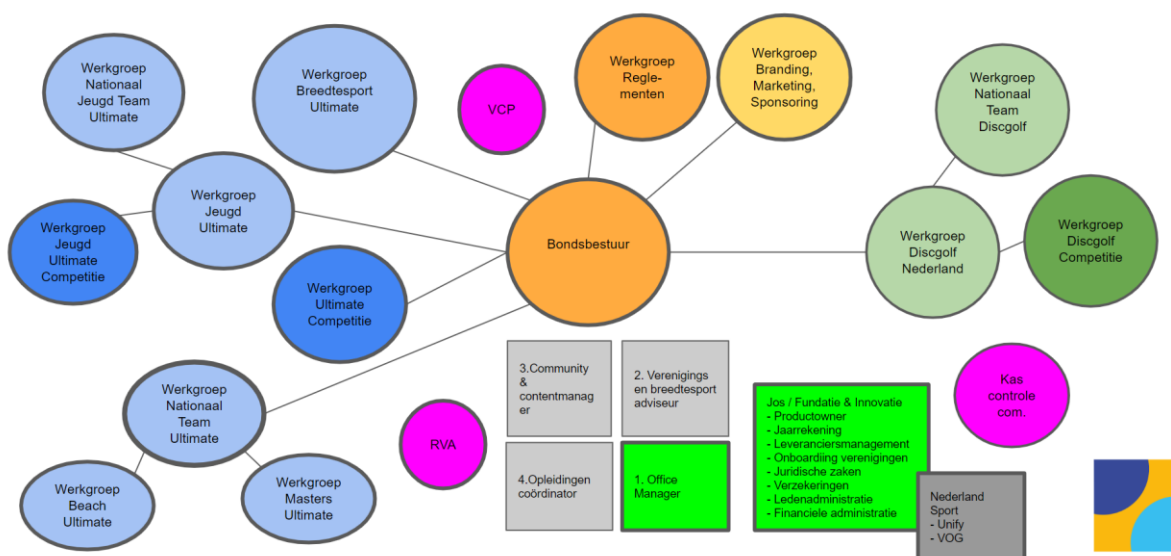 Werkgroep
Nationaal
Jeugd Team
Ultimate
Werkgroep
Breedtesport
Ultimate
VCP
Werkgroep
Regle-
menten
Werkgroep
Branding,
Marketing,
Sponsoring
Werkgroep
Nationaal
Team
Discgolf
Werkgroep
Jeugd
Ultimate
Werkgroep
Jeugd
Ultimate
Competitie
Werkgroep
Ultimate
Competitie
Bondsbestuur
Werkgroep
Discgolf
Nederland
Werkgroep
Discgolf
Competitie
Werkgroep
Nationaal
Team
Ultimate
Werkgroep
Beach
Ultimate
Werkgroep
Masters
Ultimate
RVA
3.Community
&
contentmanag
er
2. Verenigings
en breedtesport
adviseur
4.Opleidingen
coördinator
1. Office
Manager
Jos / Fundatie & Innovatie
- Productowner
- Jaarrekening
- Leveranciersmanagement
- Onboardiing verenigingen
- Juridische zaken
- Verzekeringen
- Ledenadministratie
- Financiele administratie
Kas
controle
com.
Nederland
Sport
- Unify
- VOG